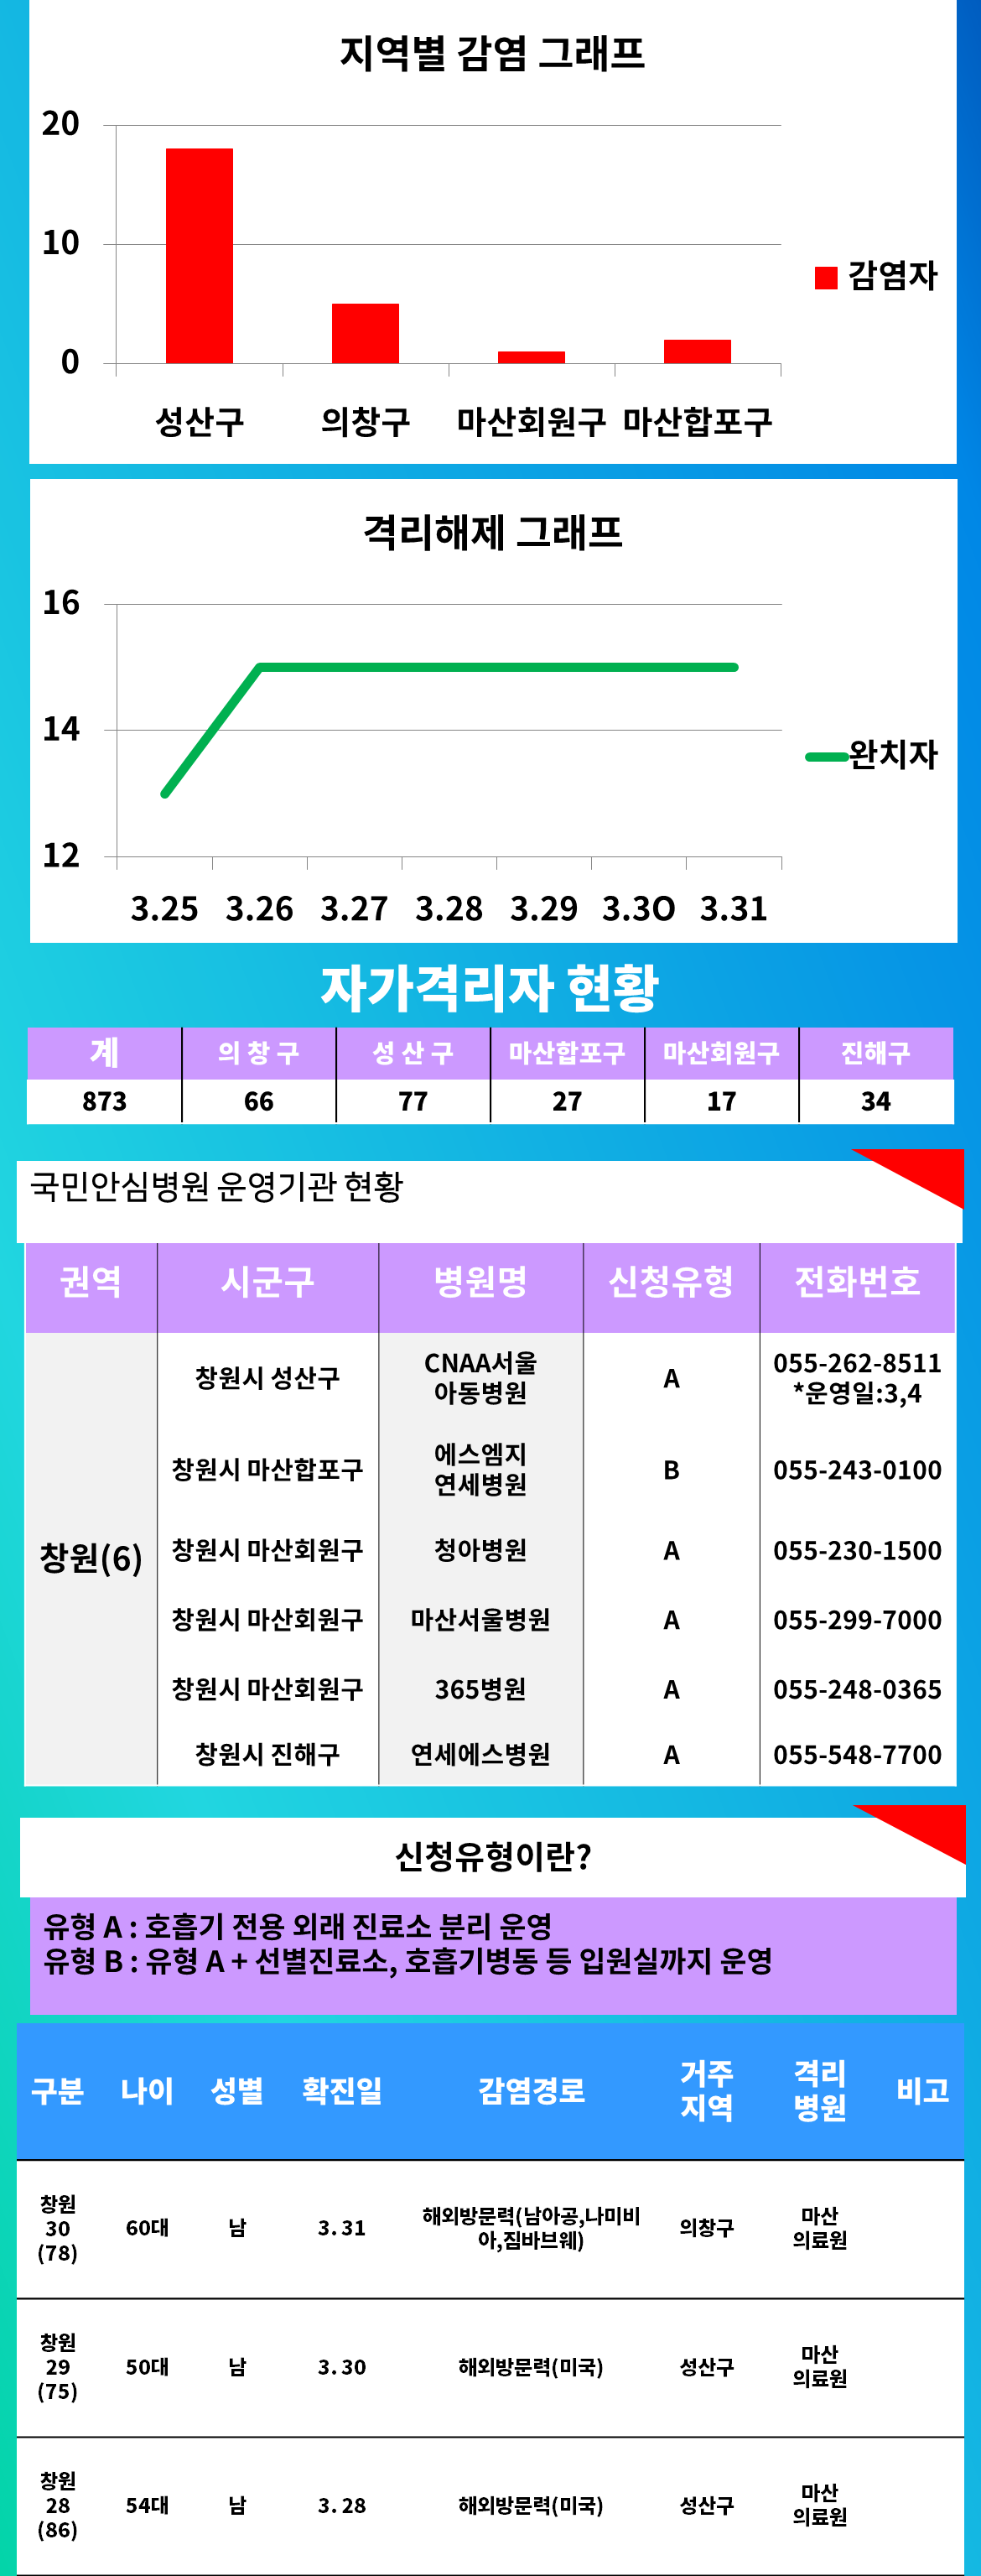 지역별 감염 그래프
20
10
0
감염자
성산구 의창구 마산회원구 마산합포구
격리해제 그래프
16
14
12
완치자
3.25 3.26 3.27 3.28 3.29 3.3O 3.31
자가격리자 현황
계 의 창 구 성 산 구 마산합포구 마산회원구 진해구
873 66 77 27 17 34
국민안심병원 운영기관 현황
권역 시군구 병원명 신청유형 전화번호
창원(6)
창원시 성산구 CNAA서울 아동병원 A 055-262-8511 *운영일:3,4
창원시 마산합포구 에스엠지 연세병원 B 055-243-0100
창원시 마산회원구 청아병원 A 055-230-1500
창원시 마산회원구 마산서울병원 A 055-299-7000
창원시 마산회원구 365병원 A 055-248-0365
창원시 진해구 연세에스병원 A 055-548-7700
신청유형이란?
유형 A : 호흡기 전용 외래 진료소 분리 운영
유형 B : 유형 A + 선별진료소, 호흡기병동 등 입원실까지 운영
구분 나이 성별 확진일 감염경로 거주 지역 격리 병원 비고
창원 30 (78) 60대 남 3. 31 해외방문력(남아공,나미비아,짐바브웨) 의창구 마산 의료원
창원 29 (75) 50대 남 3. 30 해외방문력(미국) 성산구 마산 의료원
창원 28 (86) 54대 남 3. 28 해외방문력(미국) 성산구 마산 의료원